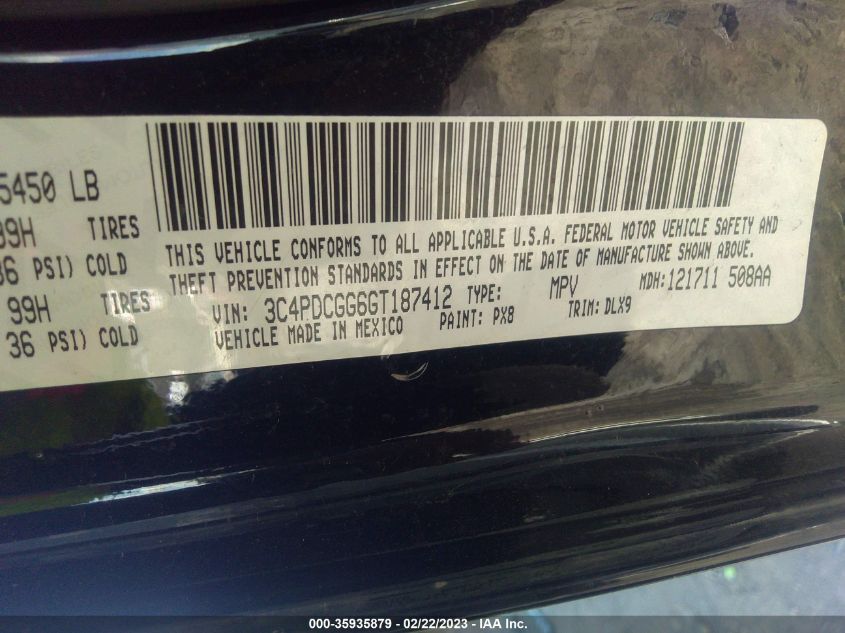 5450 LB
99H TIRES
36 PSI) COLD
99H TIRES
36 PSI) COLD
THIS VEHICLE CONFORMS TO ALL APPLICABLE U.S.A. FEDERAL MOTOR VEHICLE SAFETY AND
THEFT PREVENTION STANDARDS IN EFFECT ON THE DATE OF MANUFACTURE SHOWN ABOVE.
VIN: 3C4PDCGG6GT187412 TYPE: MPV MDH: 121711 508AA
VEHICLE MADE IN MEXICO PAINT: PX8 TRIM: DLX9
000-35935879 - 02/22/2023 - IAA Inc.